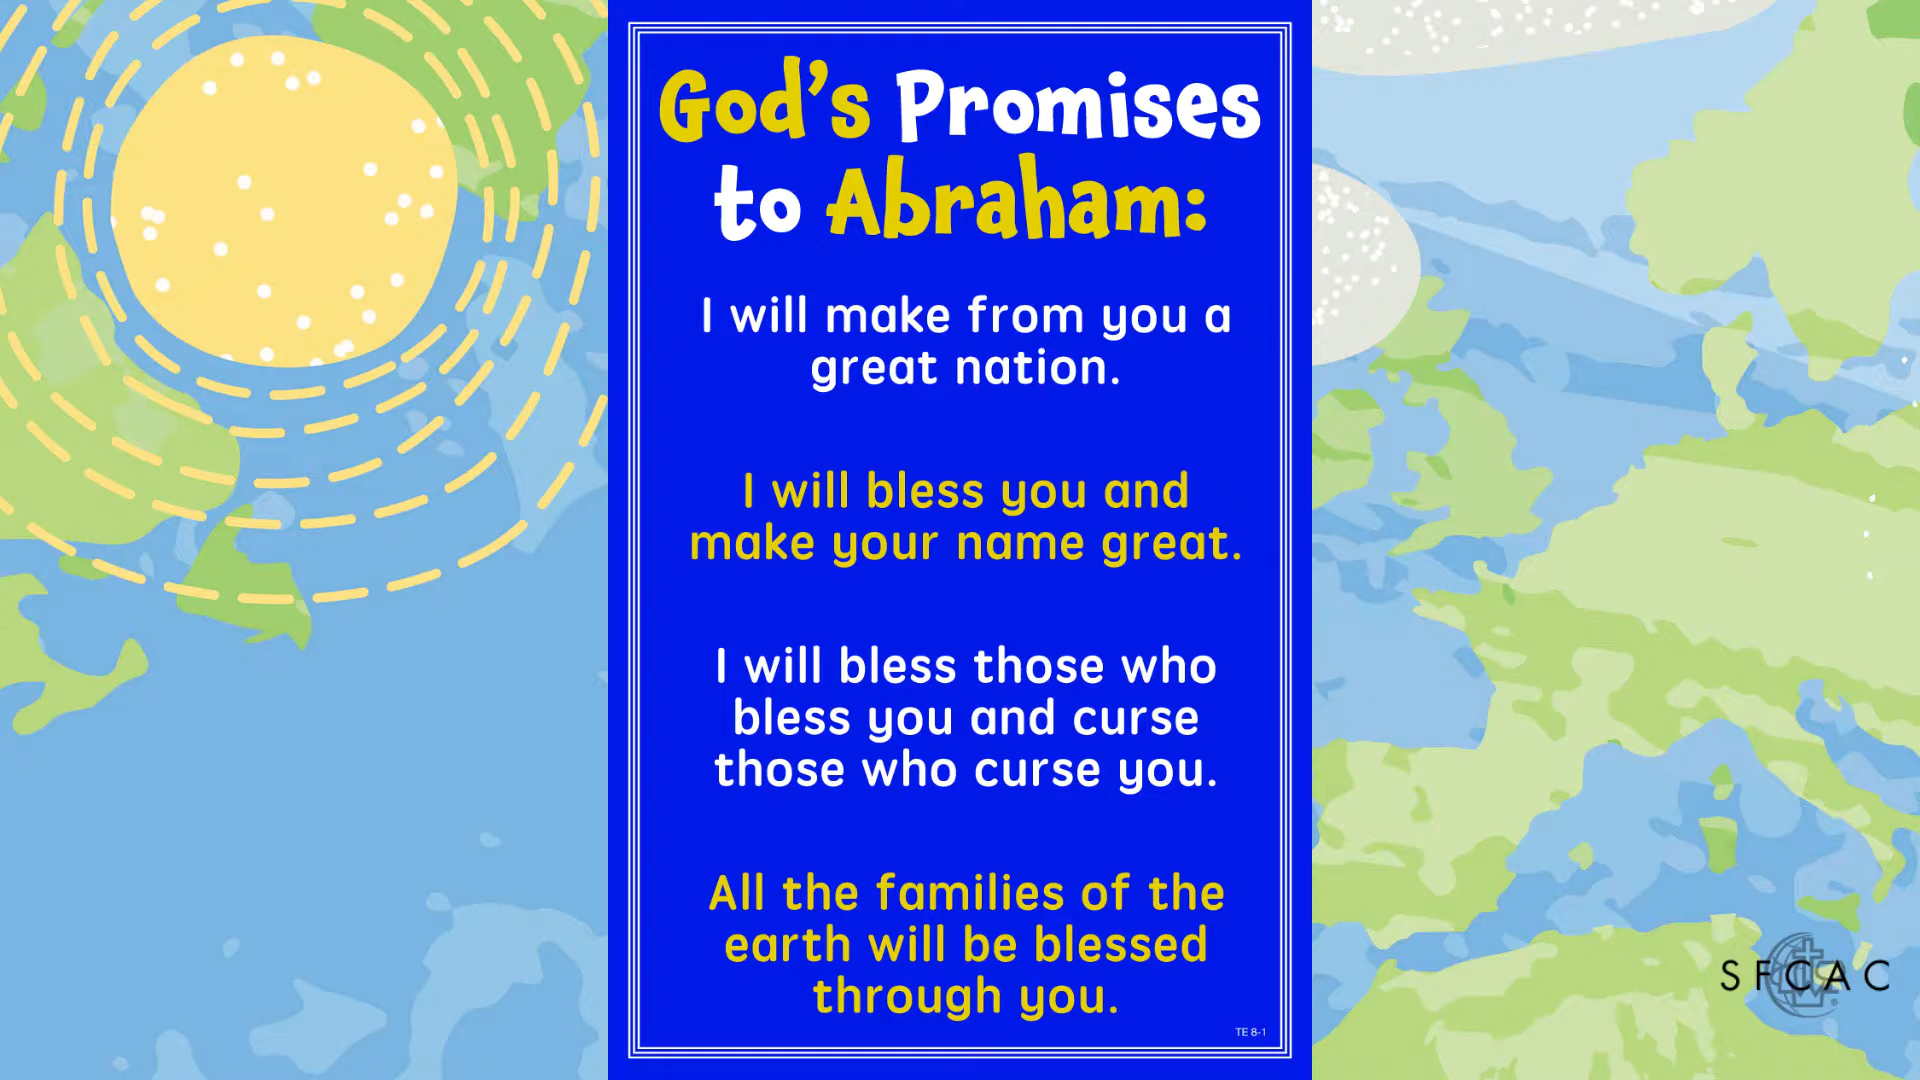 God's Promises
to Abraham:
I will make from you a
great nation.
I will bless you and
make your name great.
I will bless those who
bless you and curse
those who curse you.
All the families of the
earth will be blessed
through you.
TE 8-1
SFCAC